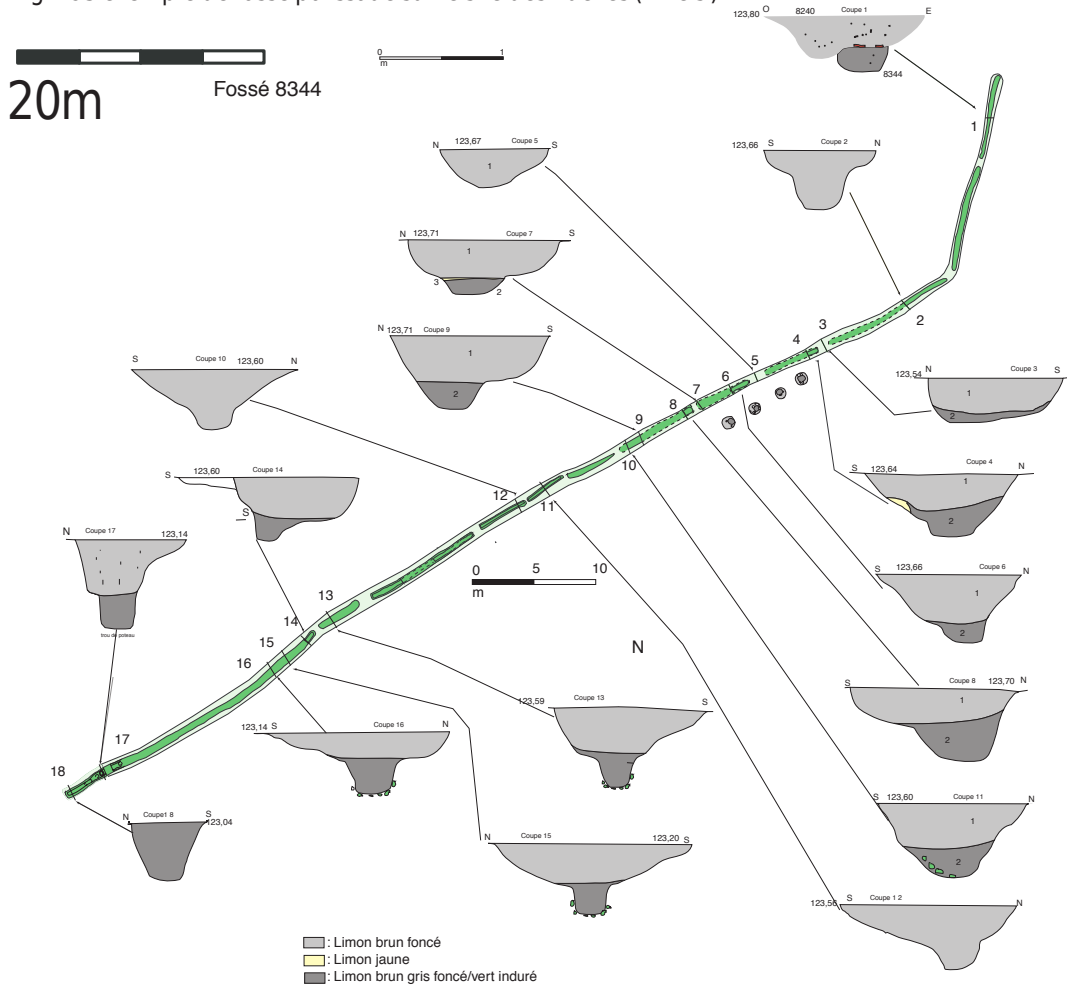 123,80 O 8240 Coupe 1 E
8344
0 1
m
20m
Fossé 8344
1
N 123,67 Coupe 5 S
1
123,66 S Coupe 2 N
N 123,71 Coupe 7 S
1
3 2
2
N 123,71 Coupe 9 S
1
2
3
4
5
6
7
8
9
10
123,54 N Coupe 3 S
1
2
S Coupe 10 123,60 N
S 123,64 Coupe 4 N
1
2
S 123,60 Coupe 14
S
12
11
0 5 10
m
N Coupe 17 123,14
trou de poteau
S 123,66 Coupe 6 N
1
2
13
14
15
16
N
S Coupe 8 123,70 N
1
2
123,59 Coupe 13 S
123,14 S Coupe 16 N
17
18
N Coupe1 8 S
123,04
S 123,60 Coupe 11 N
1
2
N Coupe 15 123,20 S
123,56 S Coupe 1 2 N
: Limon brun foncé
: Limon jaune
: Limon brun gris foncé/vert induré